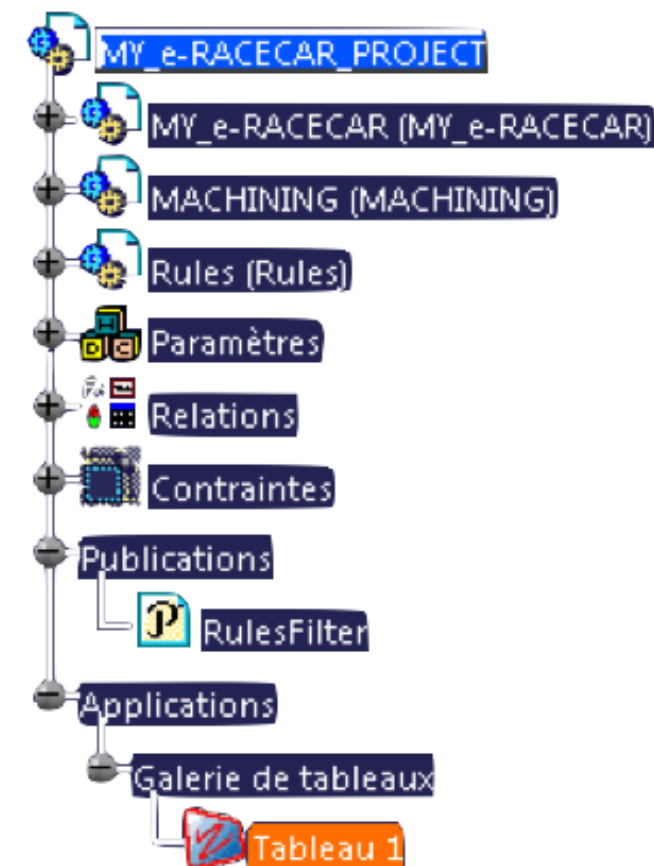 MY_e-RACECAR_PROJECT
MY_e-RACECAR (MY_e-RACECAR)
MACHINING (MACHINING)
Rules (Rules)
Paramètres
Relations
Contraintes
Publications
RulesFilter
Applications
Galerie de tableaux
Tableau 1